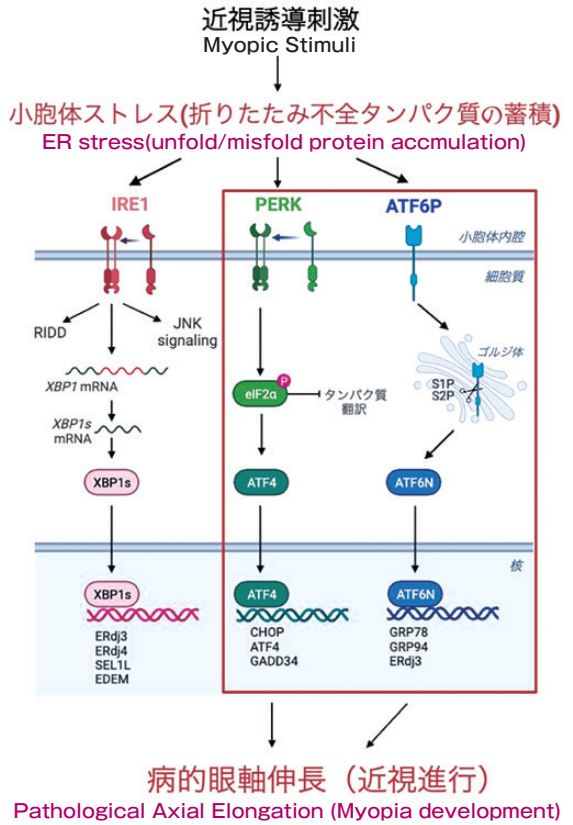 近視誘導刺激
Myopic Stimuli
小胞体ストレス(折りたたみ不全タンパク質の蓄積)
ER stress(unfold/misfold protein accmulation)
IRE1
PERK
ATF6P
小胞体内腔
細胞質
RIDD
JNK
signaling
ゴルジ体
S1P
S2P
XBP1 mRNA
P
eIF2α
タンパク質
翻訳
XBP1s
mRNA
XBP1s
ATF4
ATF6N
核
XBP1s
ATF4
ATF6N
ERdj3
ERdj4
SEL1L
EDEM
CHOP
ATF4
GADD34
GRP78
GRP94
ERdj3
病的眼軸伸長（近視進行）
Pathological Axial Elongation (Myopia development)